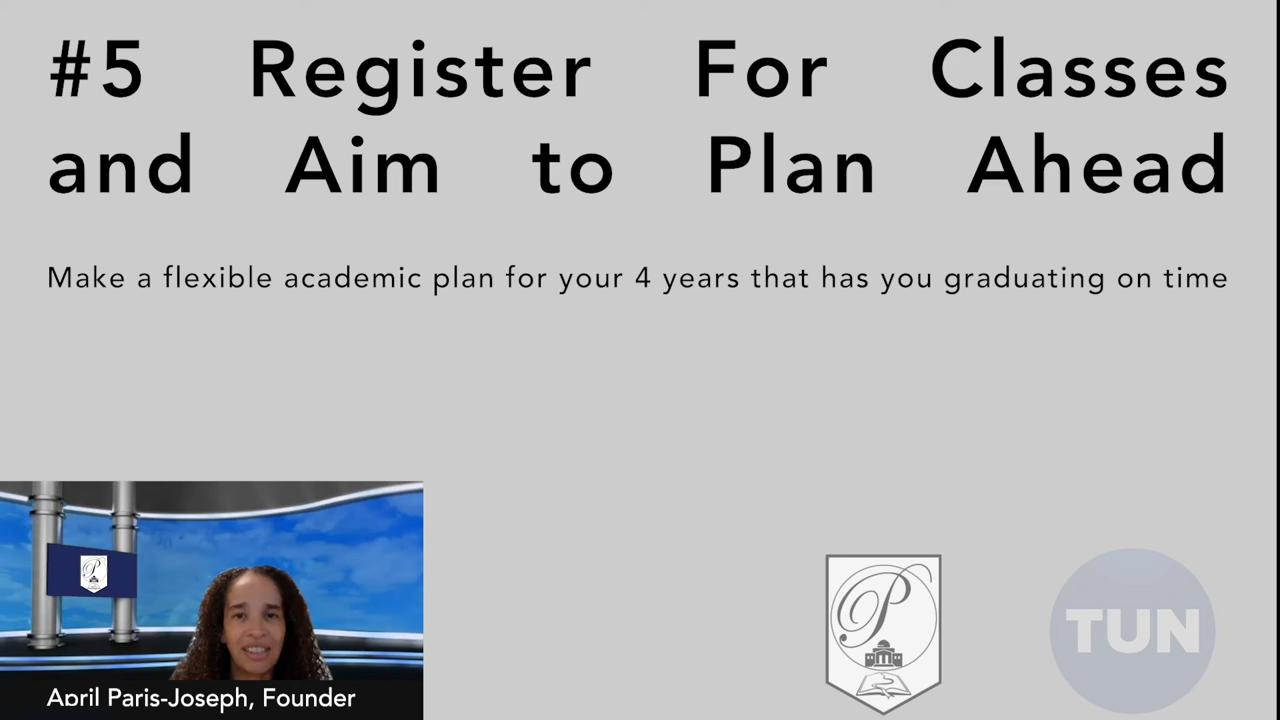 #5 Register For Classes
and Aim to Plan Ahead
Make a flexible academic plan for your 4 years that has you graduating on time
P
P
TUN
April Paris-Joseph, Founder